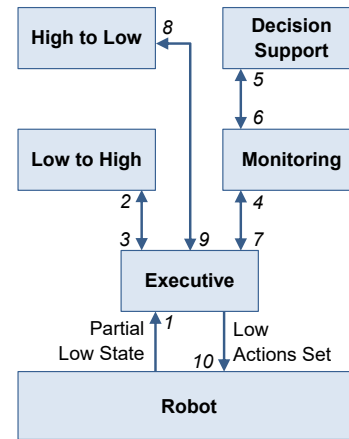 High to Low
8
Decision
Support
5
6
Low to High
Monitoring
2
4
3
9
7
Executive
Partial
Low State
1
10
Low
Actions Set
Robot